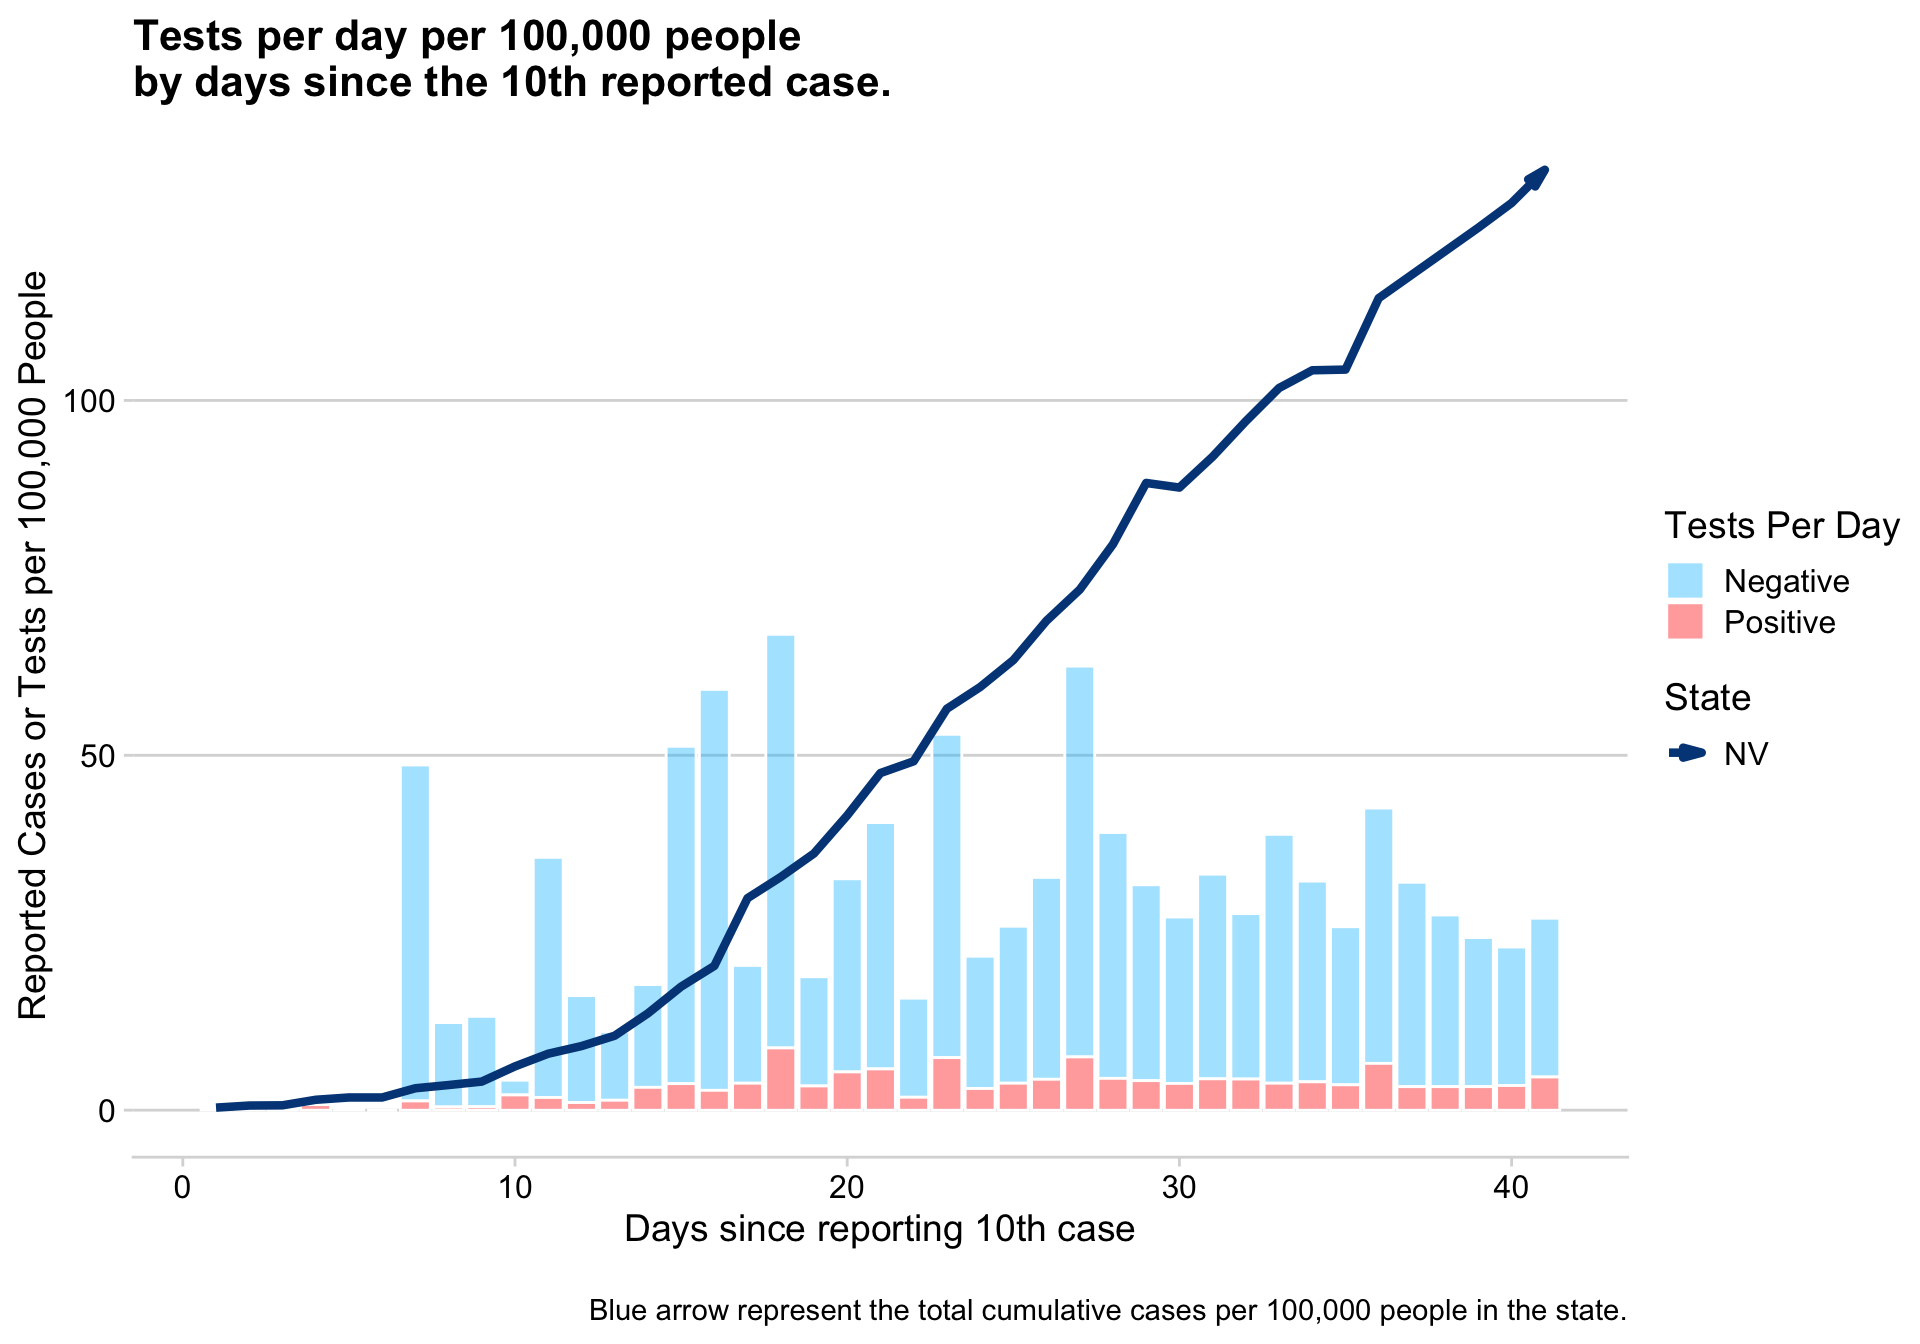 Tests per day per 100,000 people
by days since the 10th reported case.
Reported Cases or Tests per 100,000 People
100
50
0
0
10
20
30
40
Days since reporting 10th case
Tests Per Day
Negative
Positive
State
NV
Blue arrow represent the total cumulative cases per 100,000 people in the state.